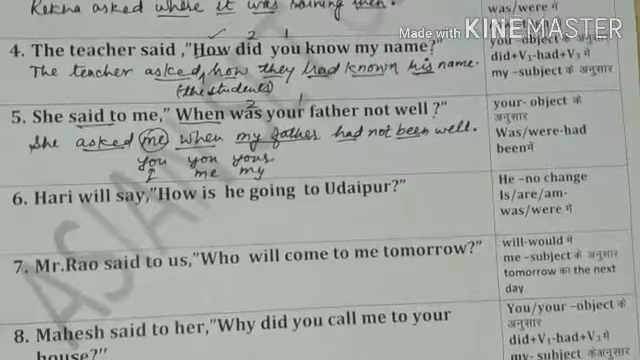 Rekha asked where it was raining then.
was/were
Made with KINEMASTER
4. The teacher said ,"How did you know my name?"
The teacher asked how they had known his name.
(the students)
you –object के अनुसार
did+V₁-had+V₃ में
my –subject के अनुसार
2 1
5. She said to me," When was your father not well ?"
She asked me when my father had not been well.
you you yours
I me my
your- object के
अनुसार
Was/were-had
been में
6. Hari will say,"How is he going to Udaipur?"
He –no change
Is/are/am-
was/were में
7. Mr.Rao said to us,"Who will come to me tomorrow?"
will-would में
me –subject के अनुसार
tomorrow का the next
day
8. Mahesh said to her,"Why did you call me to your
house?"
You/your –object के
अनुसार
did+V₁-had+V₃ में
my- subject के अनुसार